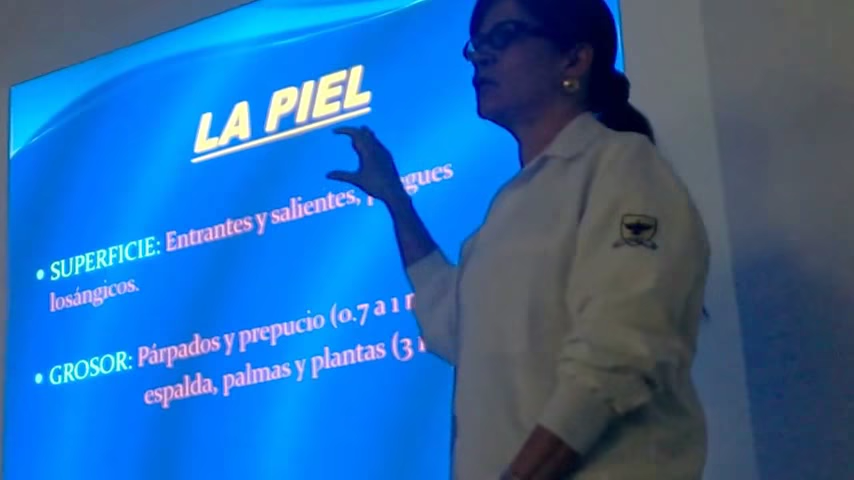 LA PIEL
• SUPERFICIE: Entrantes y salientes,
losángicos.
• GROSOR: Párpados y prepucio (0.7 a 1
espalda, palmas y plantas (3